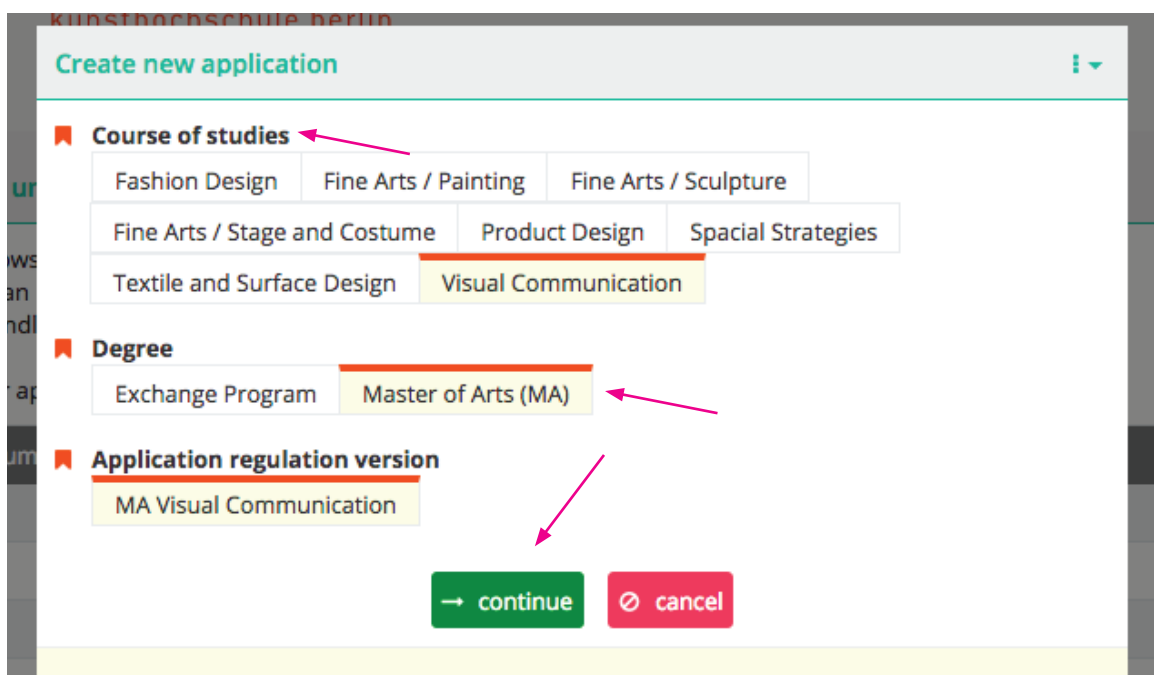 kunsthochschule berlin
Create new application
Course of studies
Fashion Design Fine Arts / Painting Fine Arts / Sculpture
Fine Arts / Stage and Costume Product Design Spacial Strategies
Textile and Surface Design Visual Communication
Degree
Exchange Program Master of Arts (MA)
Application regulation version
MA Visual Communication
→ continue cancel